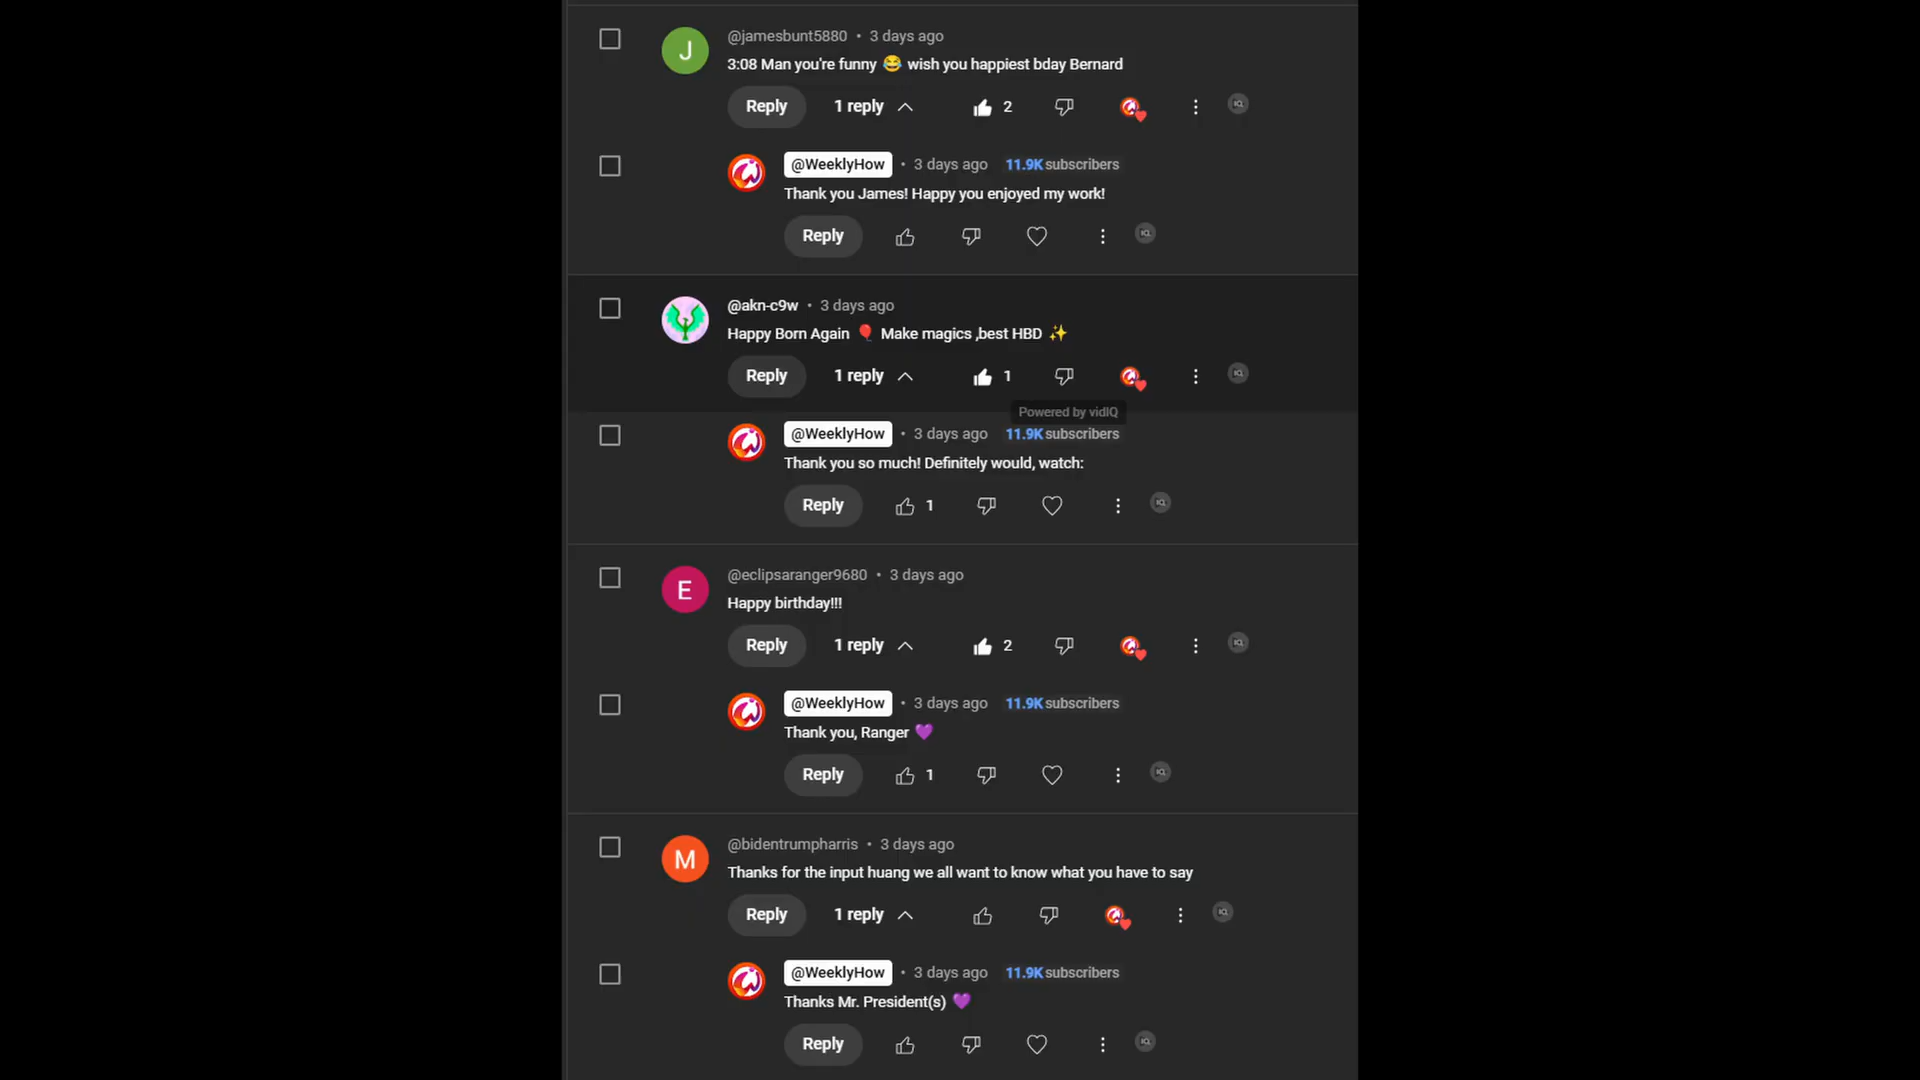 @jamesbunt5880 • 3 days ago
3:08 Man you're funny 😂 wish you happiest bday Bernard
Reply 1 reply 2
@WeeklyHow • 3 days ago 11.9K subscribers
Thank you James! Happy you enjoyed my work!
Reply
@akn-c9w • 3 days ago
Happy Born Again 🎈 Make magics ,best HBD ✨
Reply 1 reply 1
Powered by vidIQ
@WeeklyHow • 3 days ago 11.9K subscribers
Thank you so much! Definitely would, watch:
Reply 1
@eclipsaranger9680 • 3 days ago
Happy birthday!!!
Reply 1 reply 2
@WeeklyHow • 3 days ago 11.9K subscribers
Thank you, Ranger 💜
Reply 1
@bidentrumpharris • 3 days ago
Thanks for the input huang we all want to know what you have to say
Reply 1 reply
@WeeklyHow • 3 days ago 11.9K subscribers
Thanks Mr. President(s) 💜
Reply
J
E
M